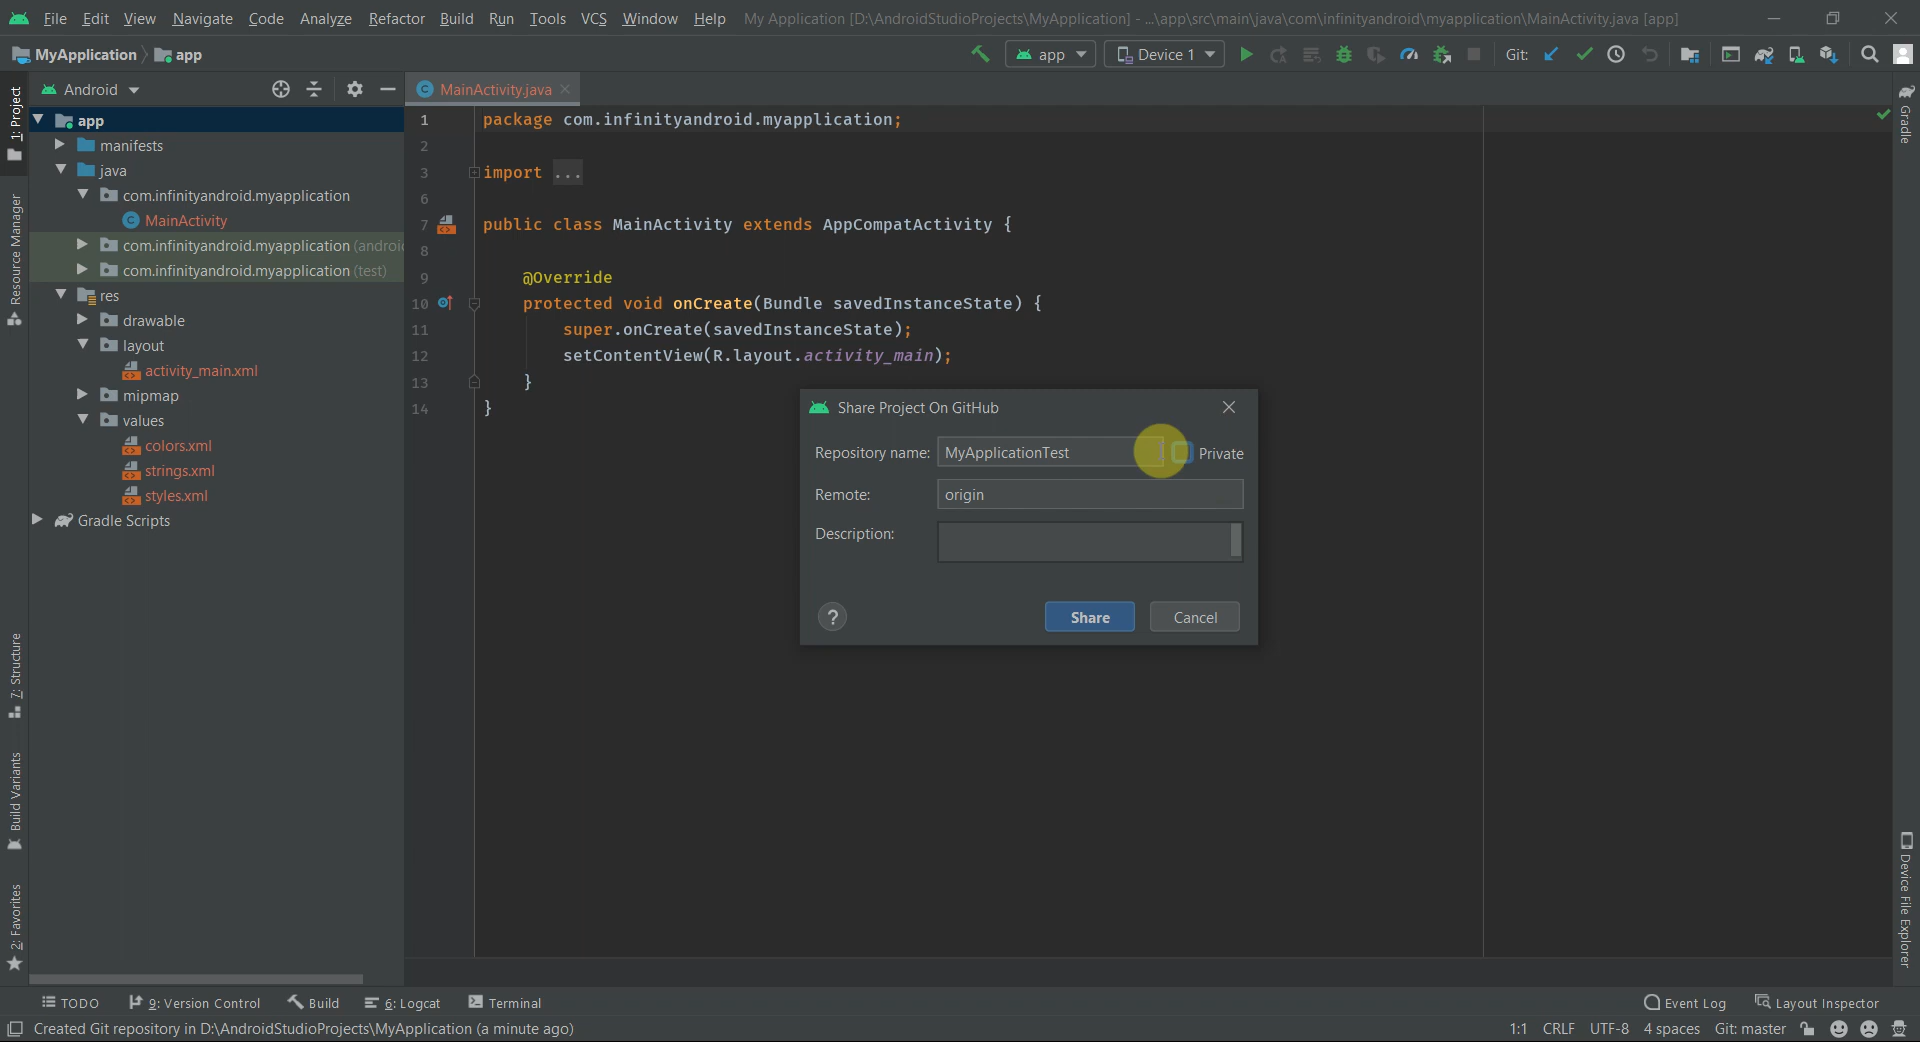 File Edit View Navigate Code Analyze Refactor Build Run Tools VCS Window Help My Application [D:\AndroidStudioProjects\MyApplication] - ...\app\src\main\java\com\infinityandroid\myapplication\MainActivity.java [app]
MyApplication app app Device 1 Git:
1: Project
Resource Manager
7: Structure
Build Variants
2: Favorites
Android
app
manifests
java
com.infinityandroid.myapplication
MainActivity
com.infinityandroid.myapplication (androi
com.infinityandroid.myapplication (test)
res
drawable
layout
activity_main.xml
mipmap
values
colors.xml
strings.xml
styles.xml
Gradle Scripts
MainActivity.java
1 package com.infinityandroid.myapplication;
2
3 import ...
6
7 public class MainActivity extends AppCompatActivity {
8
9 @Override
10 protected void onCreate(Bundle savedInstanceState) {
11 super.onCreate(savedInstanceState);
12 setContentView(R.layout.activity_main);
13 }
14 }
Share Project On GitHub
Repository name: MyApplicationTest Private
Remote: origin
Description:
? Share Cancel
Gradle
Device File Explorer
TODO 9: Version Control Build 6: Logcat Terminal Event Log Layout Inspector
Created Git repository in D:\AndroidStudioProjects\MyApplication (a minute ago) 1:1 CRLF UTF-8 4 spaces Git: master